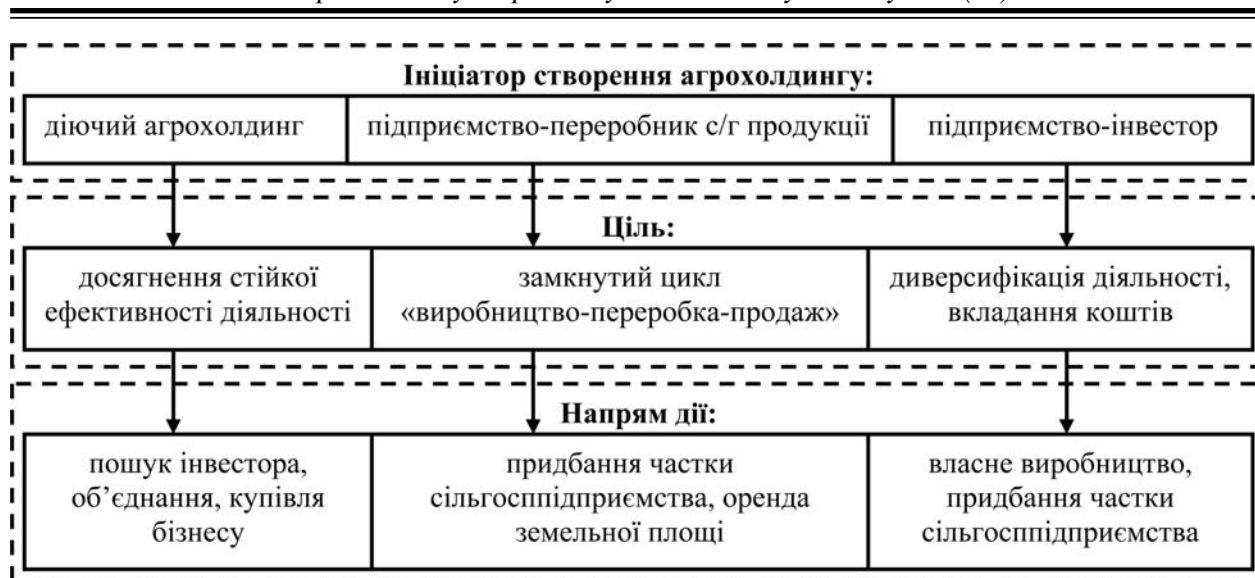 Ініціатор створення агрохолдингу:
діючий агрохолдинг
підприємство-переробник с/г продукції
підприємство-інвестор
Ціль:
досягнення стійкої
ефективності діяльності
замкнутий цикл
«виробництво-переробка-продаж»
диверсифікація діяльності,
вкладання коштів
Напрям дії:
пошук інвестора,
об’єднання, купівля
бізнесу
придбання частки
сільгосппідприємства, оренда
земельної площі
власне виробництво,
придбання частки
сільгосппідприємства